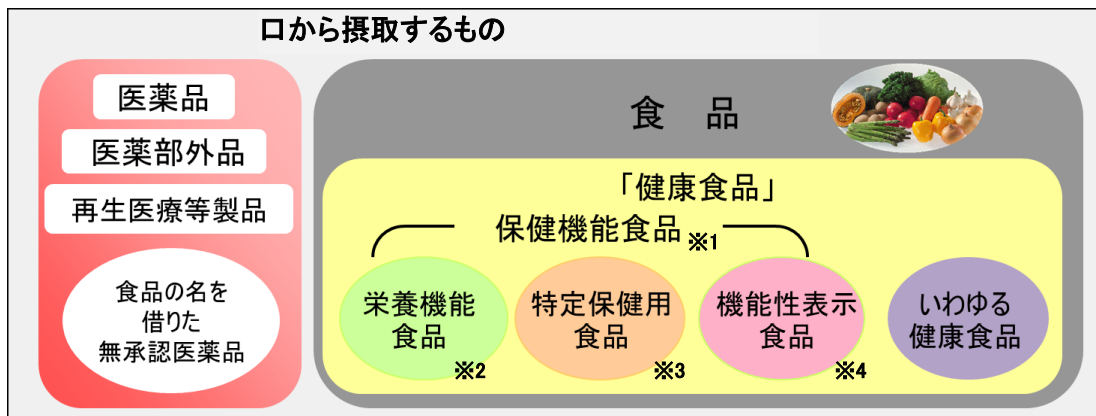 口から摂取するもの
医薬品
医薬部外品
再生医療等製品
食品の名を
借りた
無承認医薬品
食 品
「健康食品」
保健機能食品※1
栄養機能
食品
※2
特定保健用
食品
※3
機能性表示
食品
※4
いわゆる
健康食品